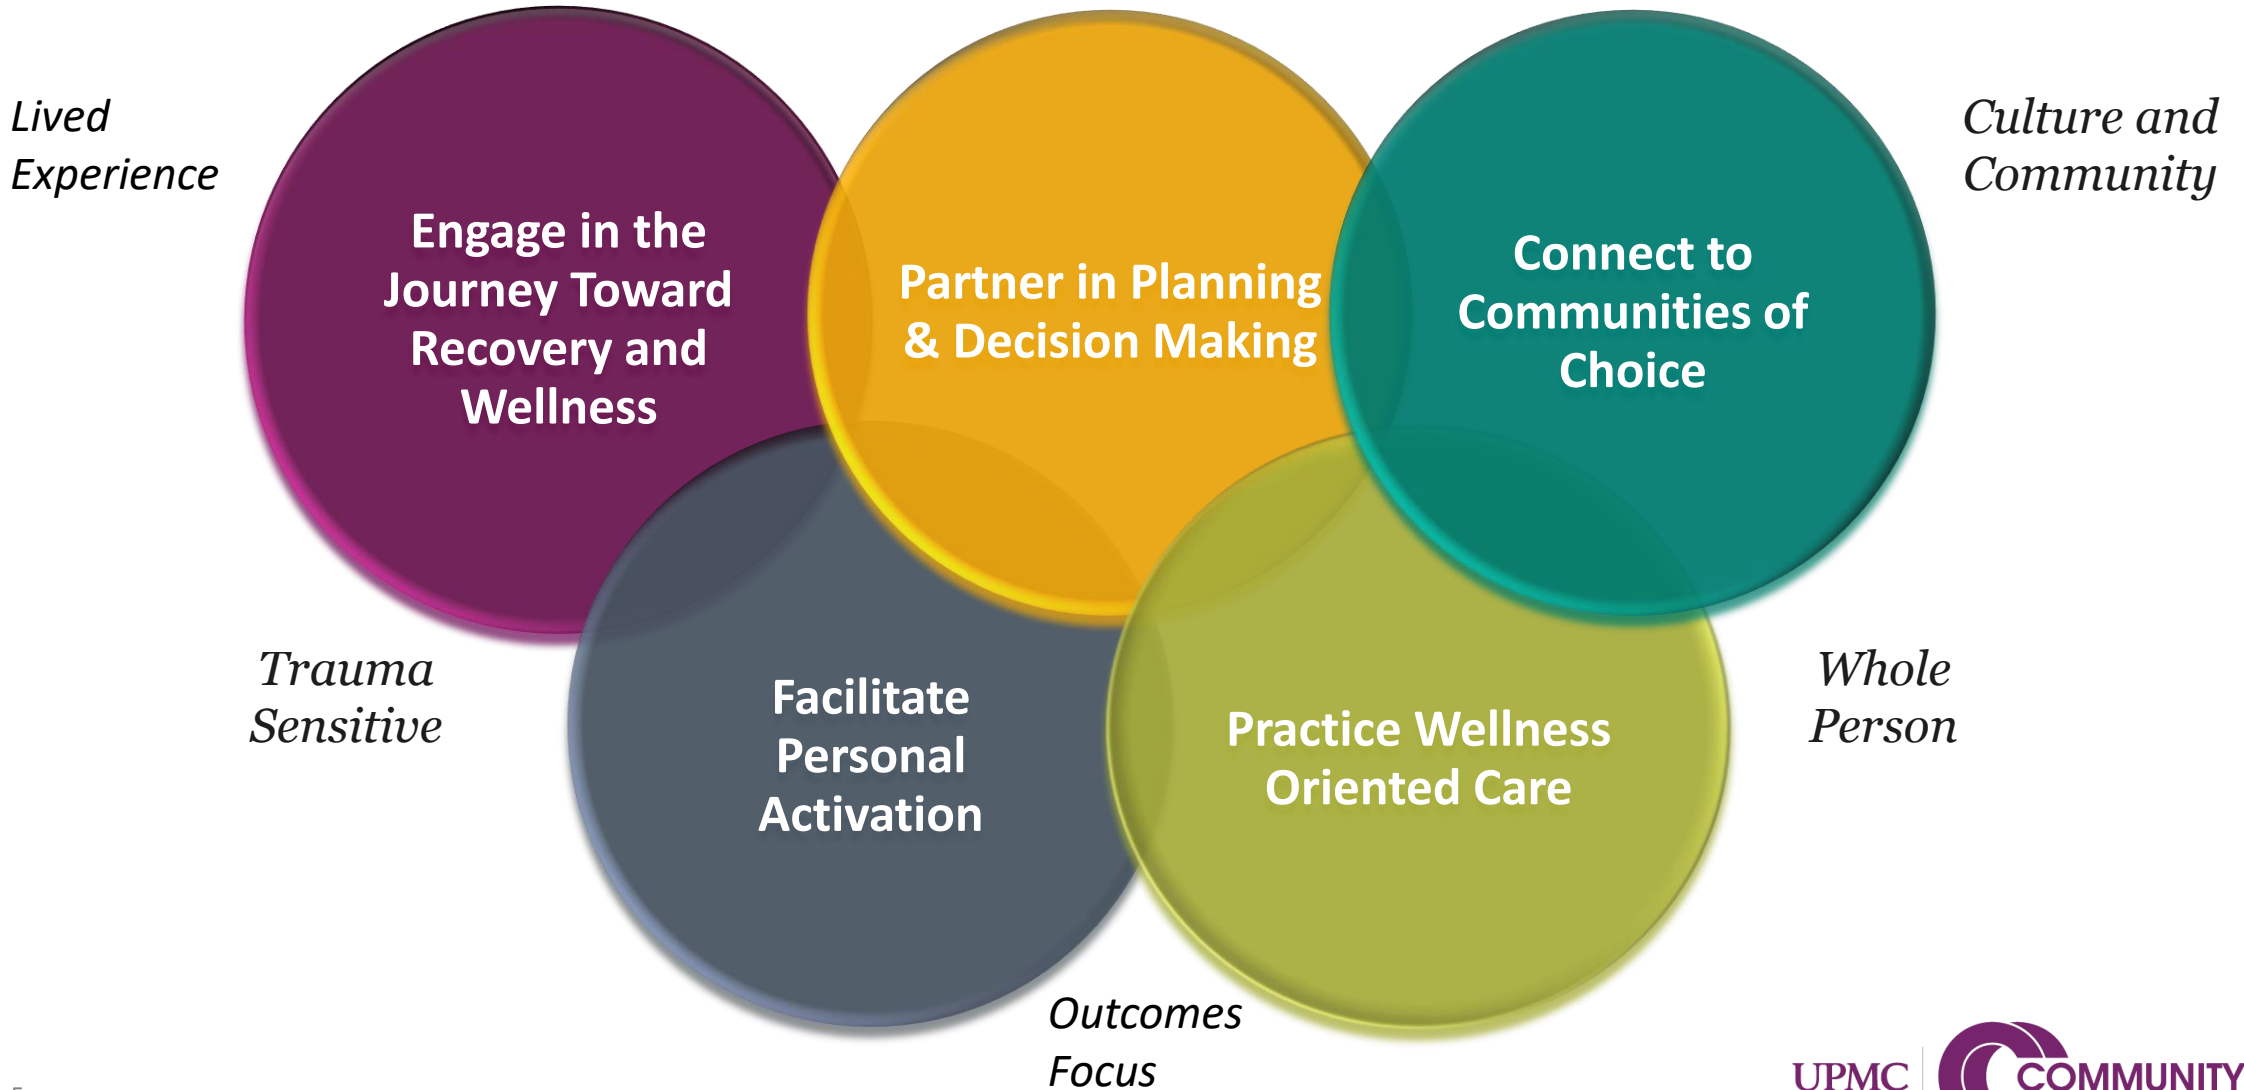 Lived
Experience
Engage in the
Journey Toward
Recovery and
Wellness
Partner in Planning
& Decision Making
Connect to
Communities of
Choice
Culture and
Community
Trauma
Sensitive
Facilitate
Personal
Activation
Practice Wellness
Oriented Care
Whole
Person
Outcomes
Focus
UPMC
COMMUNITY